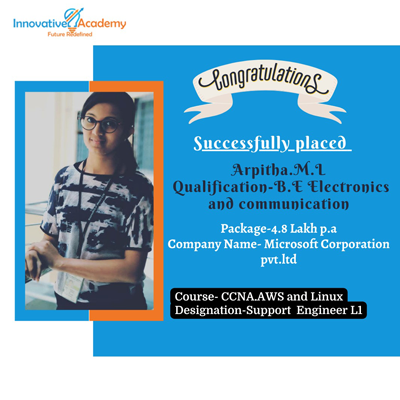 Innovative Academy
Future Redefined
Congratulations
Successfully placed
Arpitha.M.L
Qualification-B.E Electronics
and communication
Package-4.8 Lakh p.a
Company Name- Microsoft Corporation
pvt.ltd
Course- CCNA.AWS and Linux
Designation-Support Engineer L1